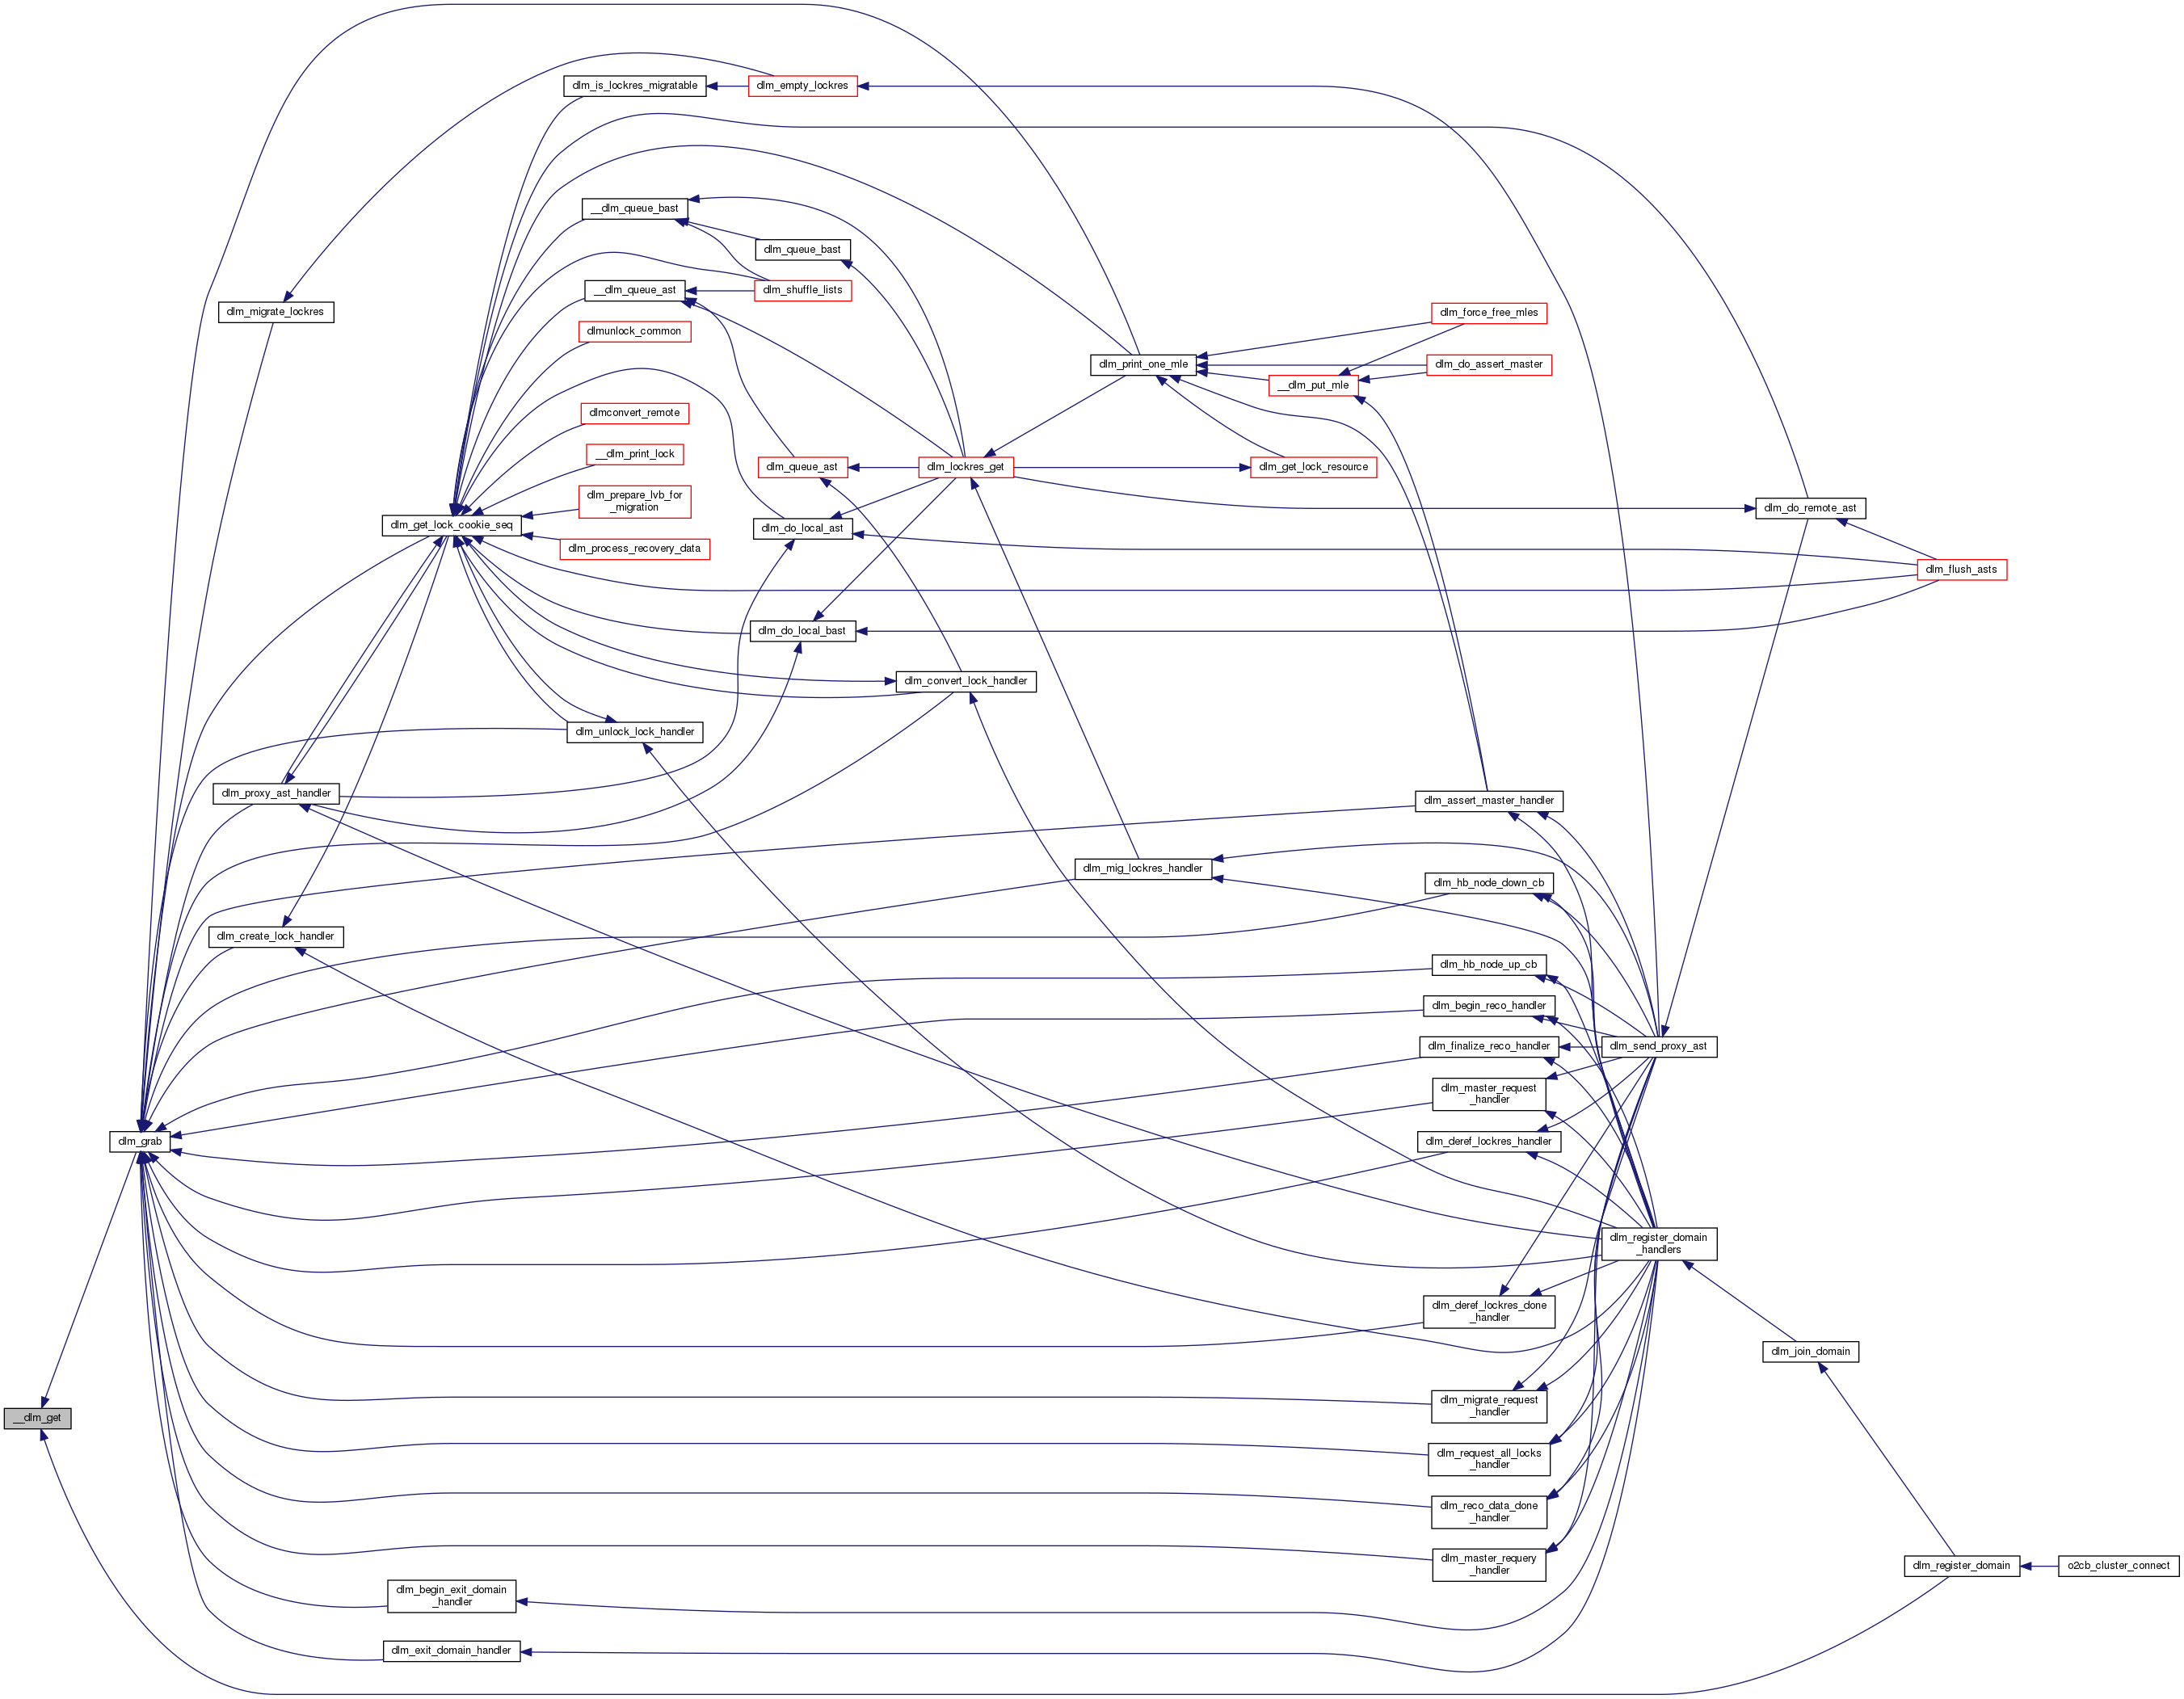 dlm_is_lockres_migratable
dlm_empty_lockres
__dlm_queue_bast
dlm_queue_bast
__dlm_queue_ast
dlm_shuffle_lists
dlm_migrate_lockres
dlm_force_free_mles
dlmunlock_common
dlm_print_one_mle
dlm_do_assert_master
__dlm_put_mle
dlmconvert_remote
__dlm_print_lock
dlm_queue_ast
dlm_lockres_get
dlm_get_lock_resource
dlm_prepare_lvb_for
_migration
dlm_do_remote_ast
dlm_get_lock_cookie_seq
dlm_do_local_ast
dlm_process_recovery_data
dlm_flush_asts
dlm_do_local_bast
dlm_convert_lock_handler
dlm_unlock_lock_handler
dlm_proxy_ast_handler
dlm_assert_master_handler
dlm_mig_lockres_handler
dlm_hb_node_down_cb
dlm_create_lock_handler
dlm_hb_node_up_cb
dlm_begin_reco_handler
dlm_finalize_reco_handler
dlm_send_proxy_ast
dlm_master_request
_handler
dlm_grab
dlm_deref_lockres_handler
dlm_register_domain
_handlers
dlm_deref_lockres_done
_handler
dlm_join_domain
dlm_migrate_request
_handler
__dlm_get
dlm_request_all_locks
_handler
dlm_reco_data_done
_handler
dlm_master_requery
_handler
dlm_register_domain
o2cb_cluster_connect
dlm_begin_exit_domain
_handler
dlm_exit_domain_handler